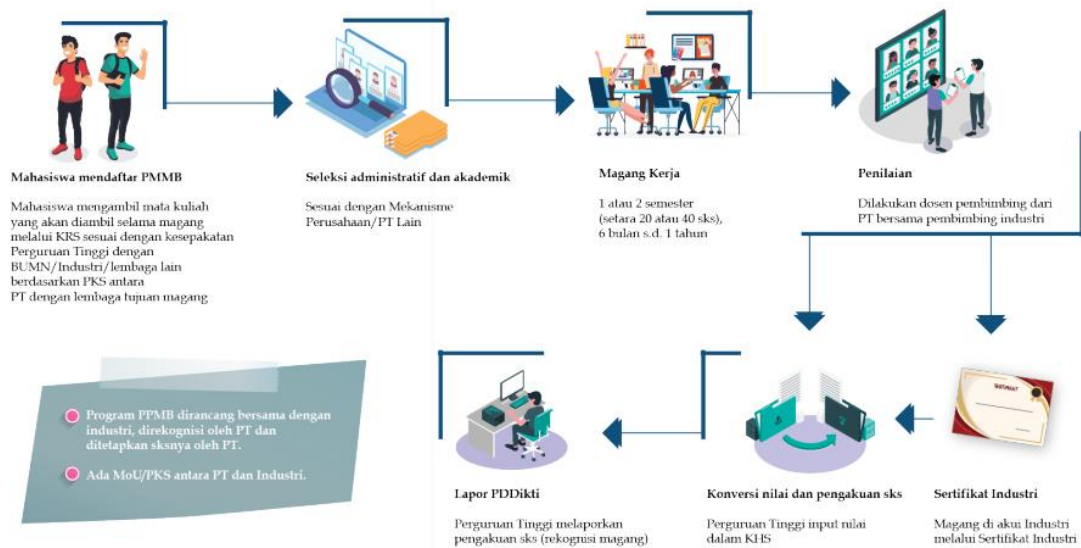 Mahasiswa mendaftar PMMB
Mahasiswa mengambil mata kuliah
yang akan diambil selama magang
melalui KRS sesuai dengan kesepakatan
Perguruan Tinggi dengan
BUMN/Industri/lembaga lain
berdasarkan PKS antara
PT dengan lembaga tujuan magang
Seleksi administratif dan akademik
Sesuai dengan Mekanisme
Perusahaan/PT Lain
Magang Kerja
1 atau 2 semester
(setara 20 atau 40 sks),
6 bulan s.d. 1 tahun
Penilaian
Dilakukan dosen pembimbing dari
PT bersama pembimbing industri
Program PPMB dirancang bersama dengan
industri, direkognisi oleh PT dan
ditetapkan sksnya oleh PT.
Ada MoU/PKS antara PT dan Industri.
Lapor PDDikti
Perguruan Tinggi melaporkan
pengakuan sks (rekognisi magang)
Konversi nilai dan pengakuan sks
Perguruan Tinggi input nilai
dalam KHS
Sertifikat Industri
Magang di akui Industri
melalui Sertifikat Industri